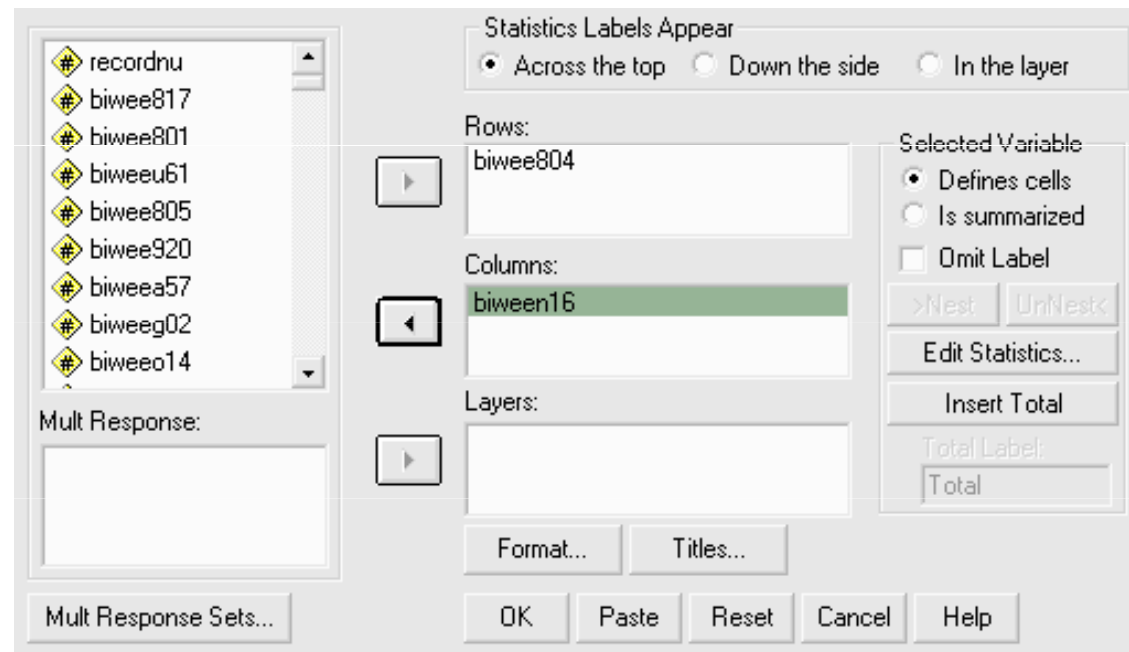 recordnu
biwee817
biwee801
biweeu61
biwee805
biwee920
biweea57
biweeg02
biweeo14
Mult Response:
Mult Response Sets...
Statistics Labels Appear
Across the top Down the side In the layer
Rows:
biwee804
Columns:
biween16
Layers:
Format... Titles...
Selected Variable
Defines cells
Is summarized
Omit Label
>Nest UnNest<
Edit Statistics...
Insert Total
Total Label:
Total
OK Paste Reset Cancel Help